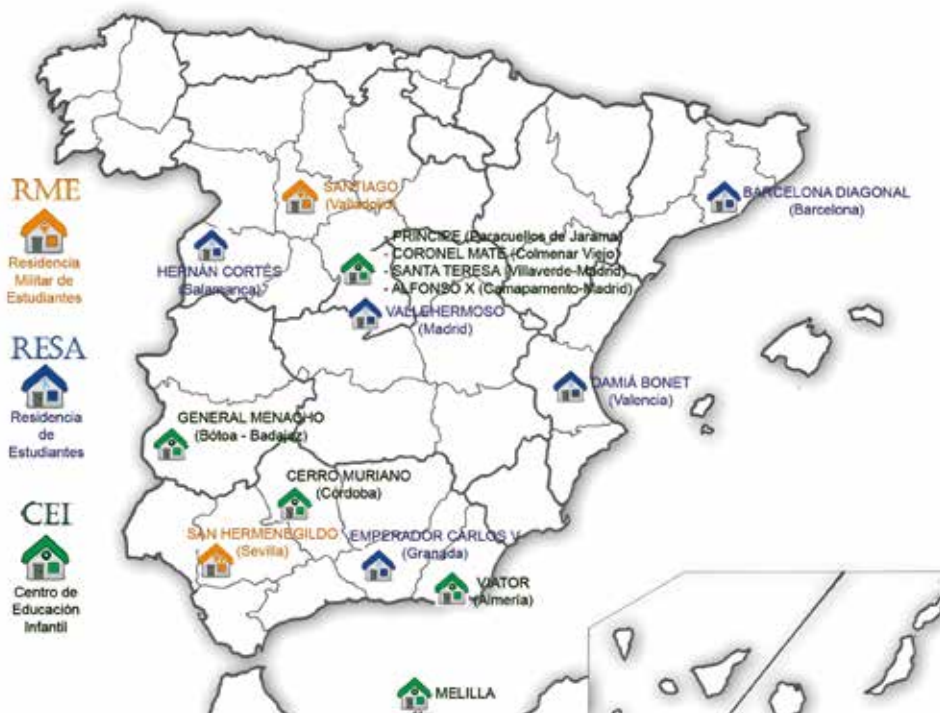 RME
Residencia
Militar de
Estudiantes
RESA
Residencia
de
Estudiantes
CEI
Centro de
Educación
Infantil
SANTIAGO
(Valladolid)
BARCELONA DIAGONAL
(Barcelona)
HERNÁN CORTÉS
(Salamanca)
- PRÍNCIPE (Paracuellos de Jarama)
- CORONEL MATE (Colmenar Viejo)
- SANTA TERESA (Villaverde-Madrid)
- ALFONSO X (Camapamento-Madrid)
VALLEHERMOSO
(Madrid)
DAMIÁ BONET
(Valencia)
GENERAL MENACHO
(Bótoa - Badajoz)
CERRO MURIANO
(Córdoba)
SAN HERMENEGILDO
(Sevilla)
EMPERADOR CARLOS V
(Granada)
VIATOR
(Almería)
MELILLA